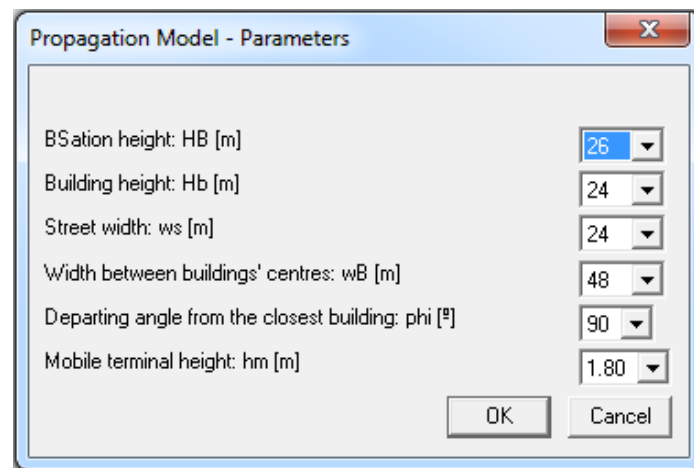 Propagation Model - Parameters
BSation height: HB [m] 26
Building height: Hb [m] 24
Street width: ws [m] 24
Width between buildings' centres: wB [m] 48
Departing angle from the closest building: phi [º] 90
Mobile terminal height: hm [m] 1.80
OK Cancel